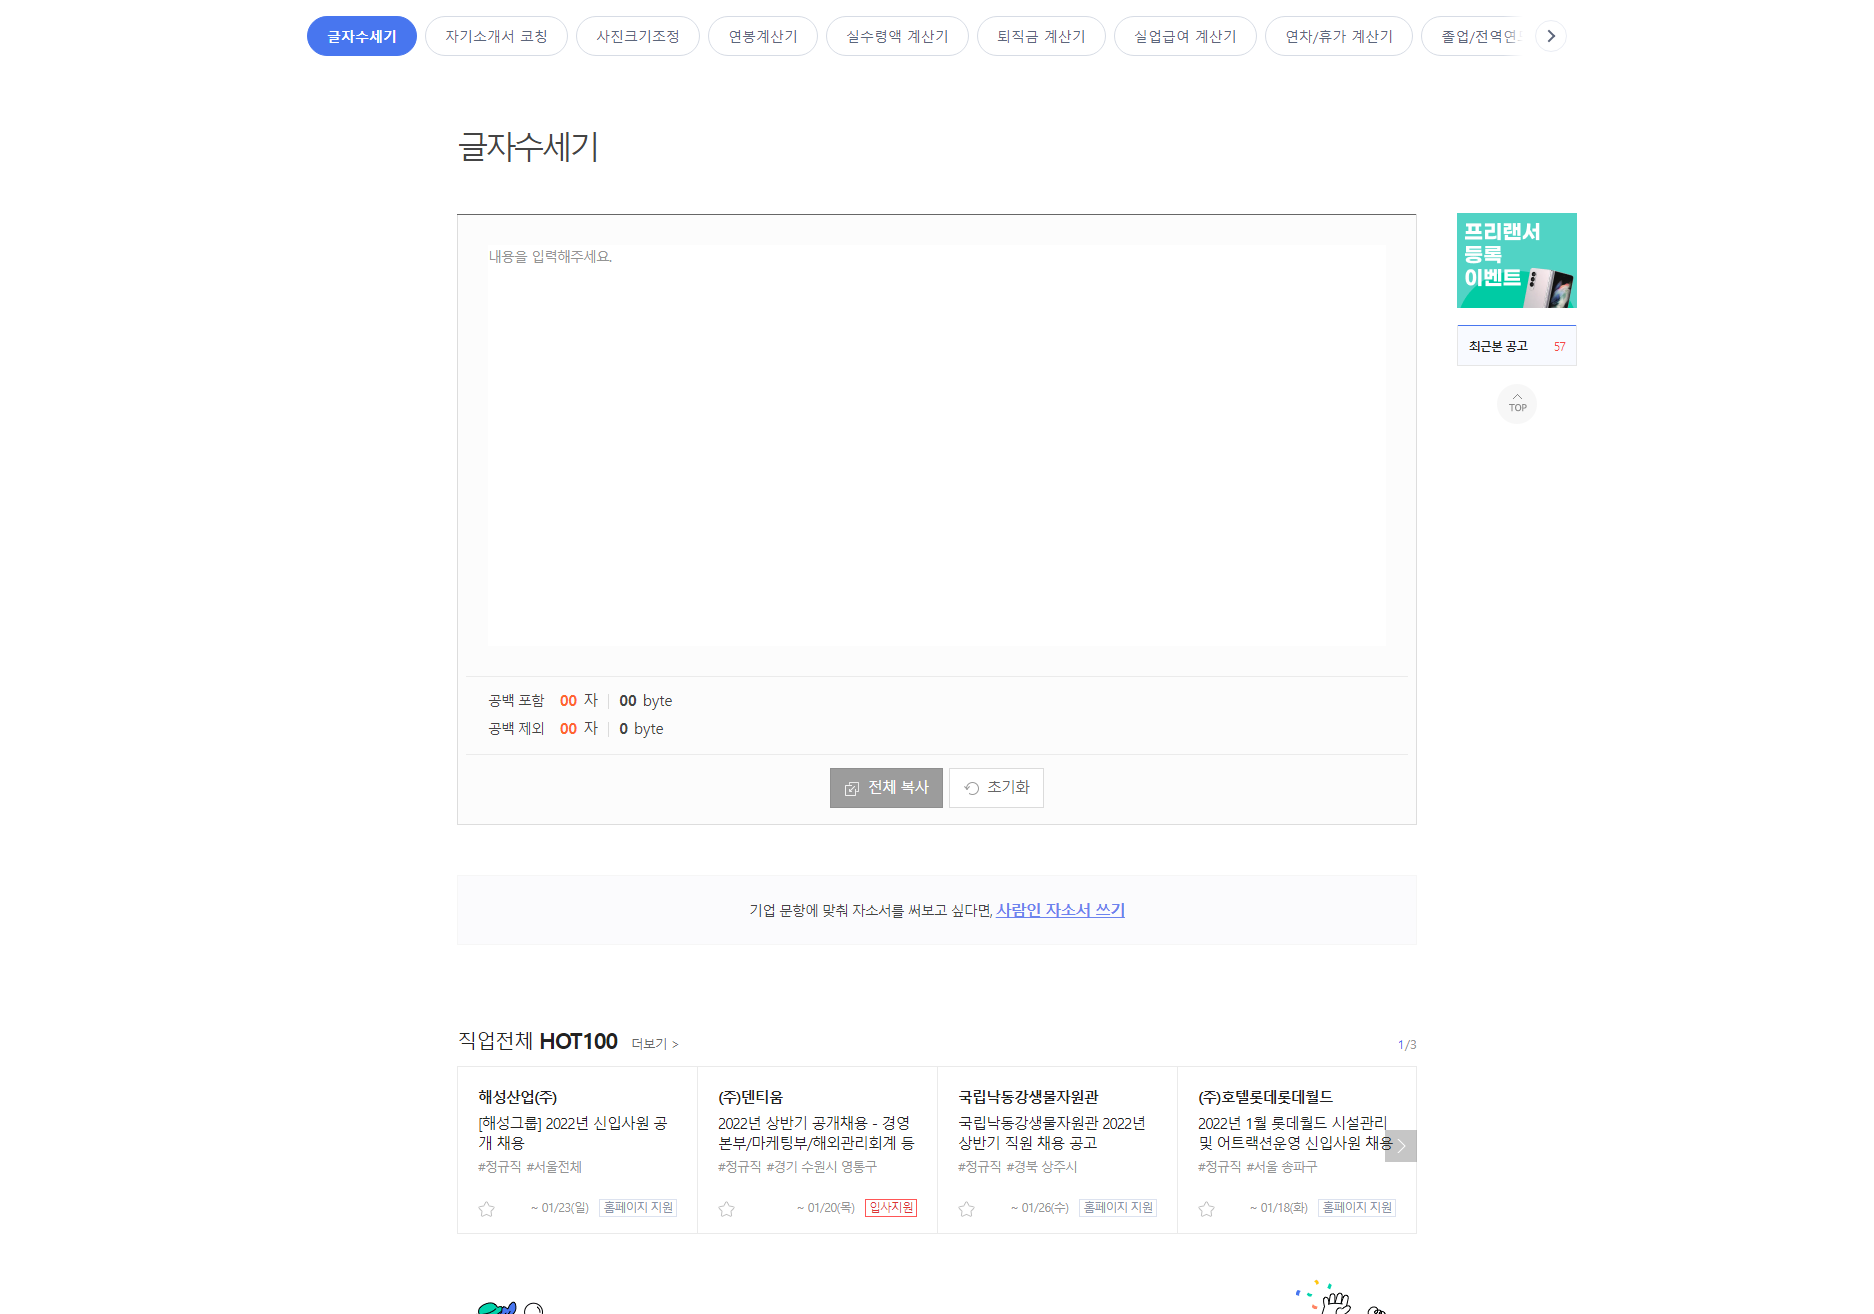 글자수세기
자기소개서 코칭
사진크기조정
연봉계산기
실수령액 계산기
퇴직금 계산기
실업급여 계산기
연차/휴가 계산기
졸업/전역연
글자수세기
내용을 입력해주세요.
프리랜서
등록
이벤트
최근본 공고 57
TOP
공백 포함 00 자 00 byte
공백 제외 00 자 0 byte
전체 복사
초기화
기업 문항에 맞춰 자소서를 써보고 싶다면, 사람인 자소서 쓰기
직업전체 HOT100 더보기 >
1/3
해성산업(주)
[해성그룹] 2022년 신입사원 공
개 채용
#정규직 #서울전체
~ 01/23(일) 홈페이지 지원
(주)덴티움
2022년 상반기 공개채용 - 경영
본부/마케팅부/해외관리회계 등
#정규직 #경기 수원시 영통구
~ 01/20(목) 입사지원
국립낙동강생물자원관
국립낙동강생물자원관 2022년
상반기 직원 채용 공고
#정규직 #경북 상주시
~ 01/26(수) 홈페이지 지원
(주)호텔롯데롯데월드
2022년 1월 롯데월드 시설관리
및 어트랙션운영 신입사원 채용
#정규직 #서울 송파구
~ 01/18(화) 홈페이지 지원